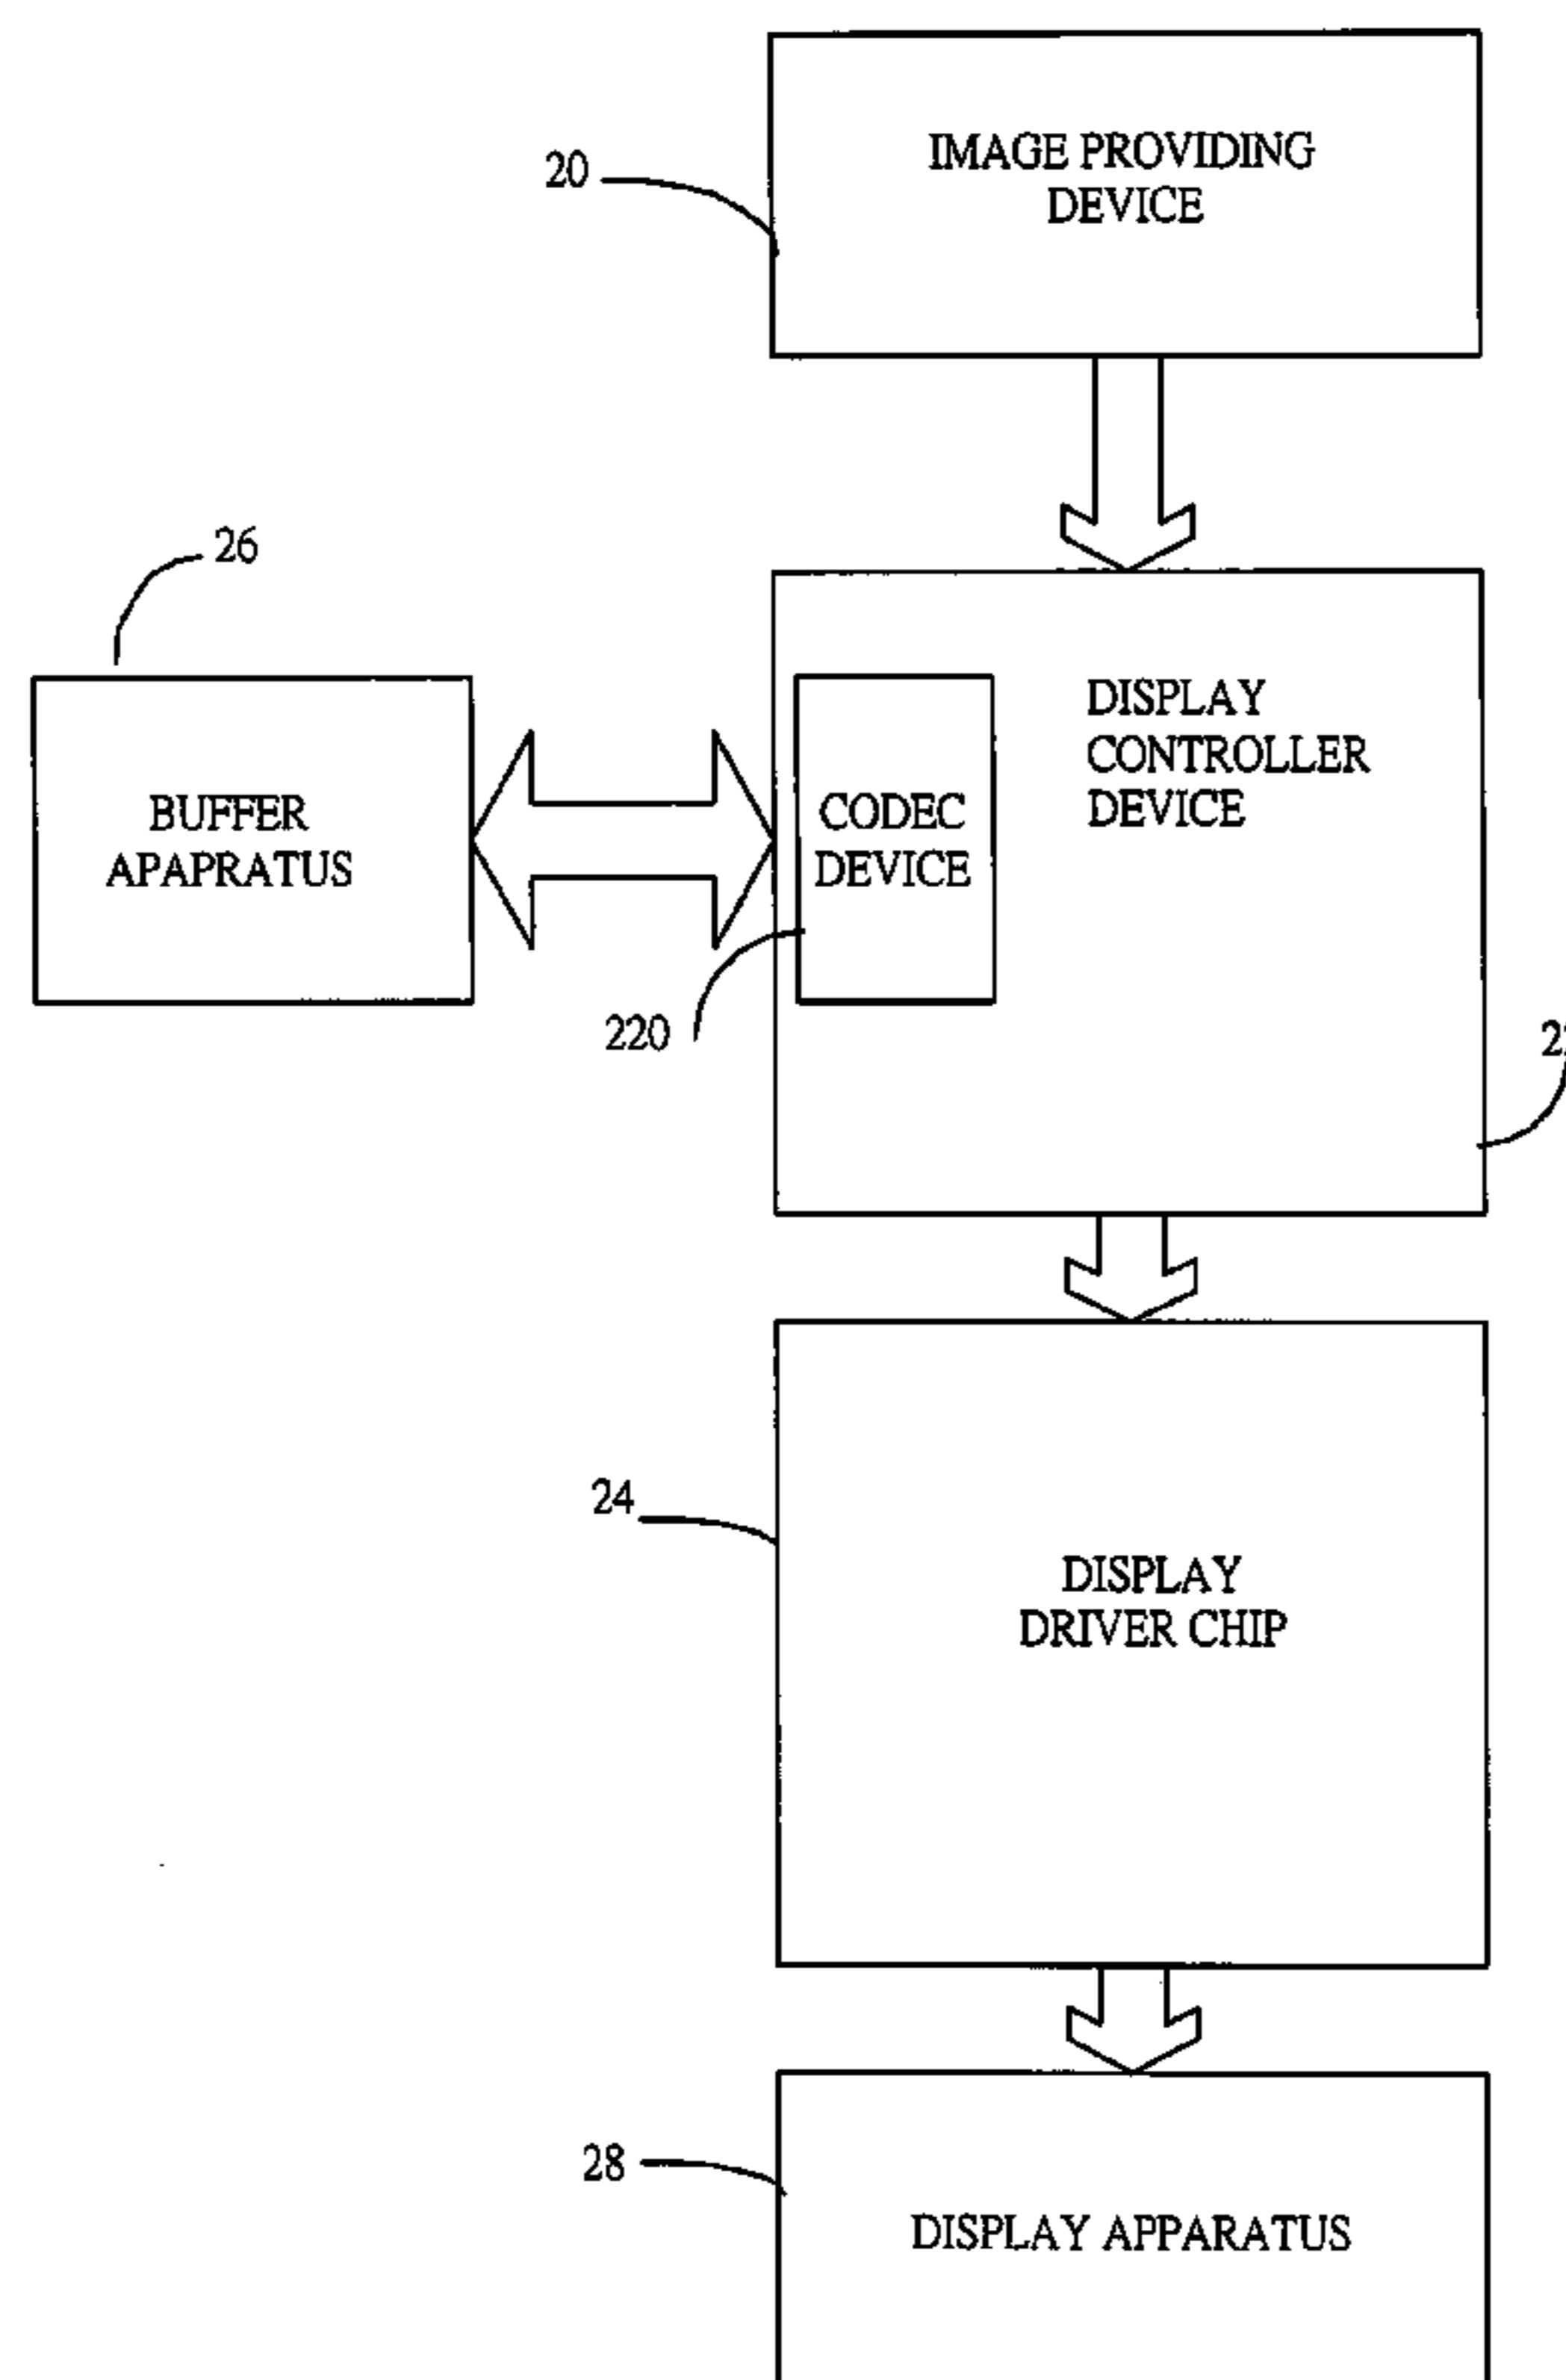 20
IMAGE PROVIDING
DEVICE
26
BUFFER
APAPRATUS
CODEC
DEVICE
DISPLAY
CONTROLLER
DEVICE
220
24
DISPLAY
DRIVER CHIP
28
DISPLAY APPARATUS